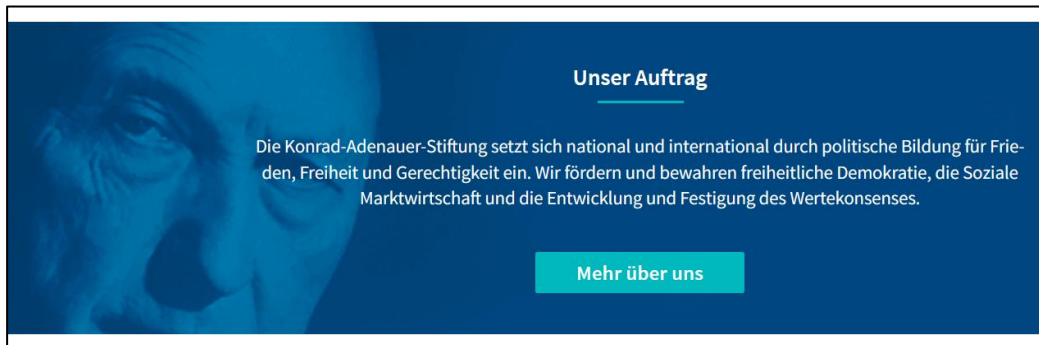 Unser Auftrag
Die Konrad-Adenauer-Stiftung setzt sich national und international durch politische Bildung für Frie-
den, Freiheit und Gerechtigkeit ein. Wir fördern und bewahren freiheitliche Demokratie, die Soziale
Marktwirtschaft und die Entwicklung und Festigung des Wertekonsenses.
Mehr über uns